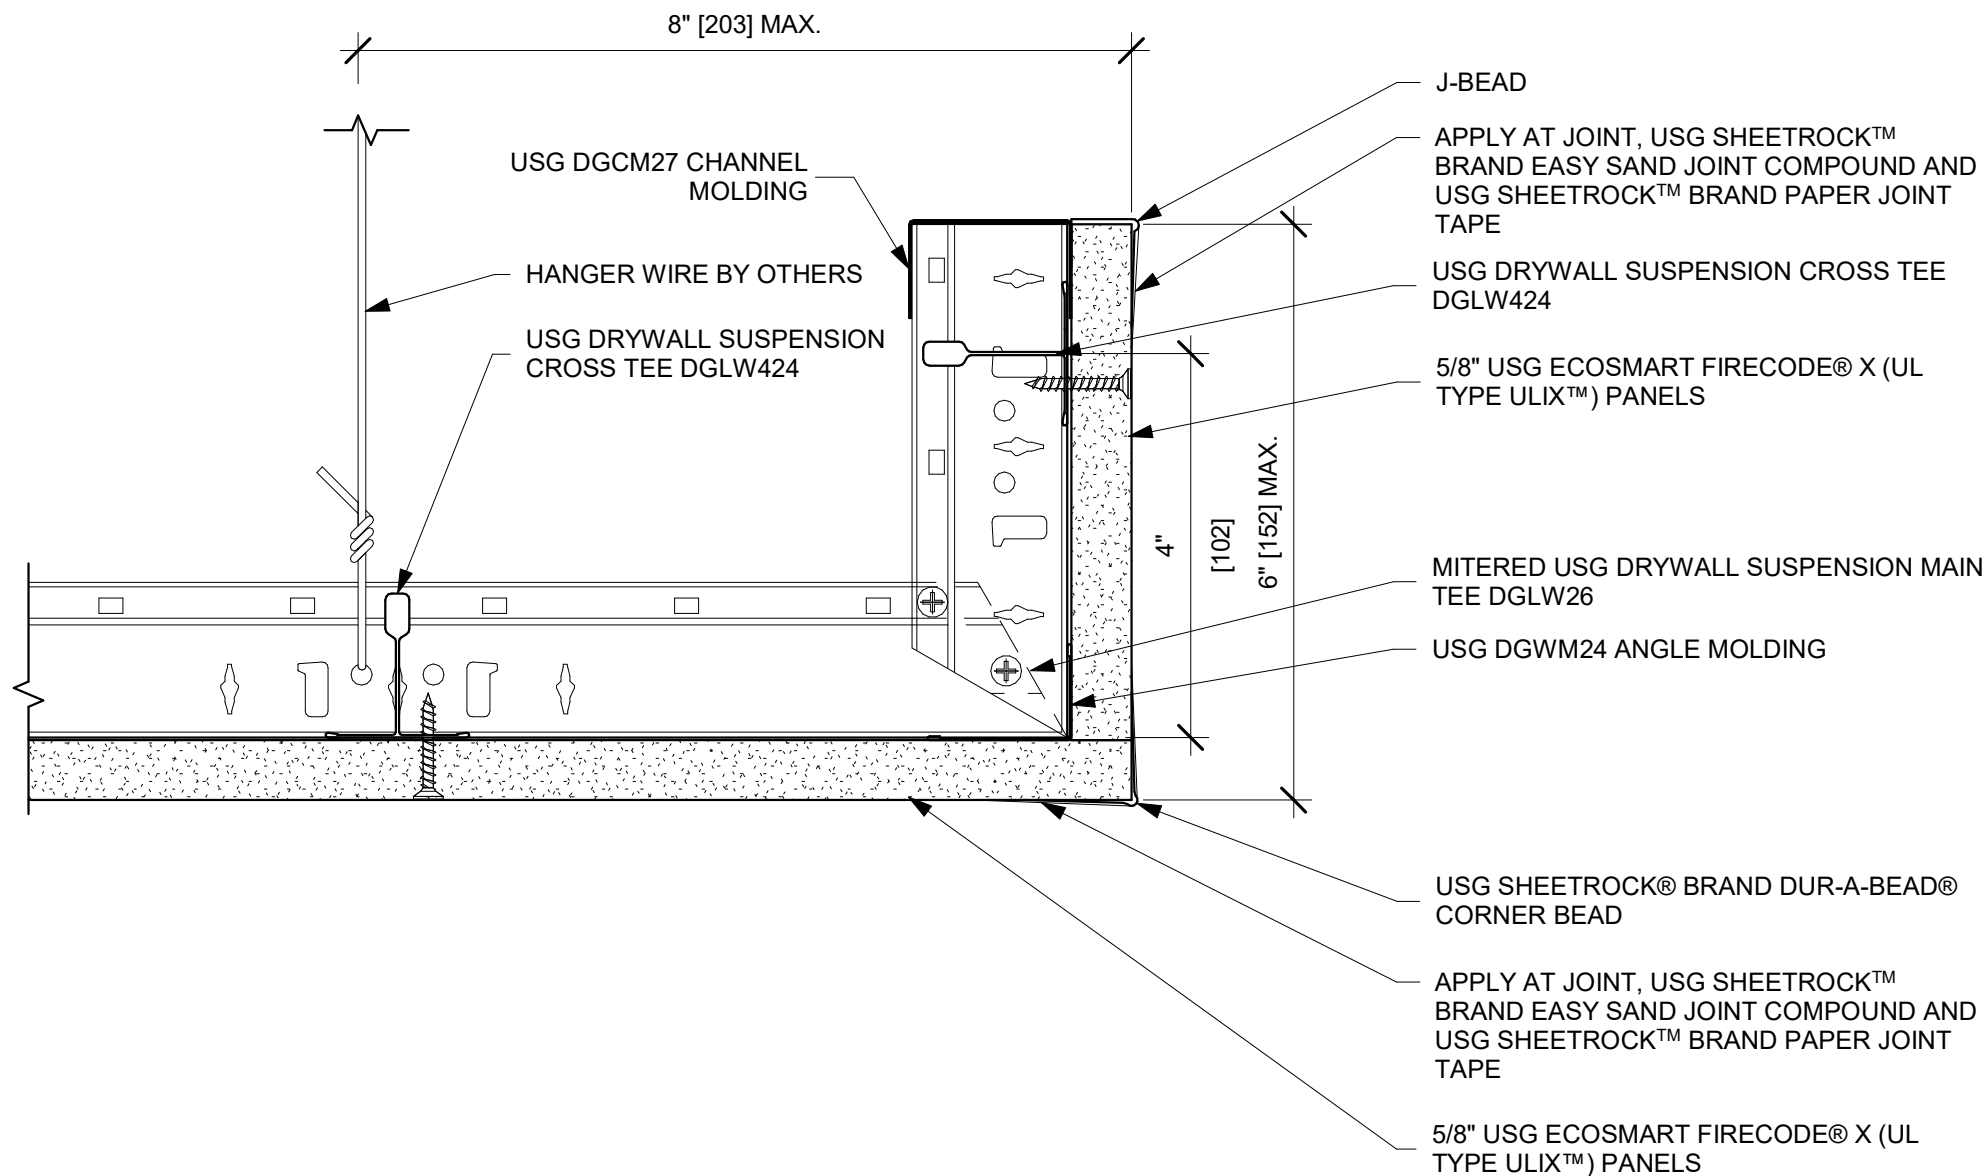 8" [203] MAX.
USG DGCM27 CHANNEL
MOLDING
HANGER WIRE BY OTHERS
USG DRYWALL SUSPENSION
CROSS TEE DGLW424
J-BEAD
APPLY AT JOINT, USG SHEETROCK™
BRAND EASY SAND JOINT COMPOUND AND
USG SHEETROCK™ BRAND PAPER JOINT
TAPE
USG DRYWALL SUSPENSION CROSS TEE
DGLW424
5/8" USG ECOSMART FIRECODE® X (UL
TYPE ULIX™) PANELS
4"
[102]
6" [152] MAX.
MITERED USG DRYWALL SUSPENSION MAIN
TEE DGLW26
USG DGWM24 ANGLE MOLDING
USG SHEETROCK® BRAND DUR-A-BEAD®
CORNER BEAD
APPLY AT JOINT, USG SHEETROCK™
BRAND EASY SAND JOINT COMPOUND AND
USG SHEETROCK™ BRAND PAPER JOINT
TAPE
5/8" USG ECOSMART FIRECODE® X (UL
TYPE ULIX™) PANELS